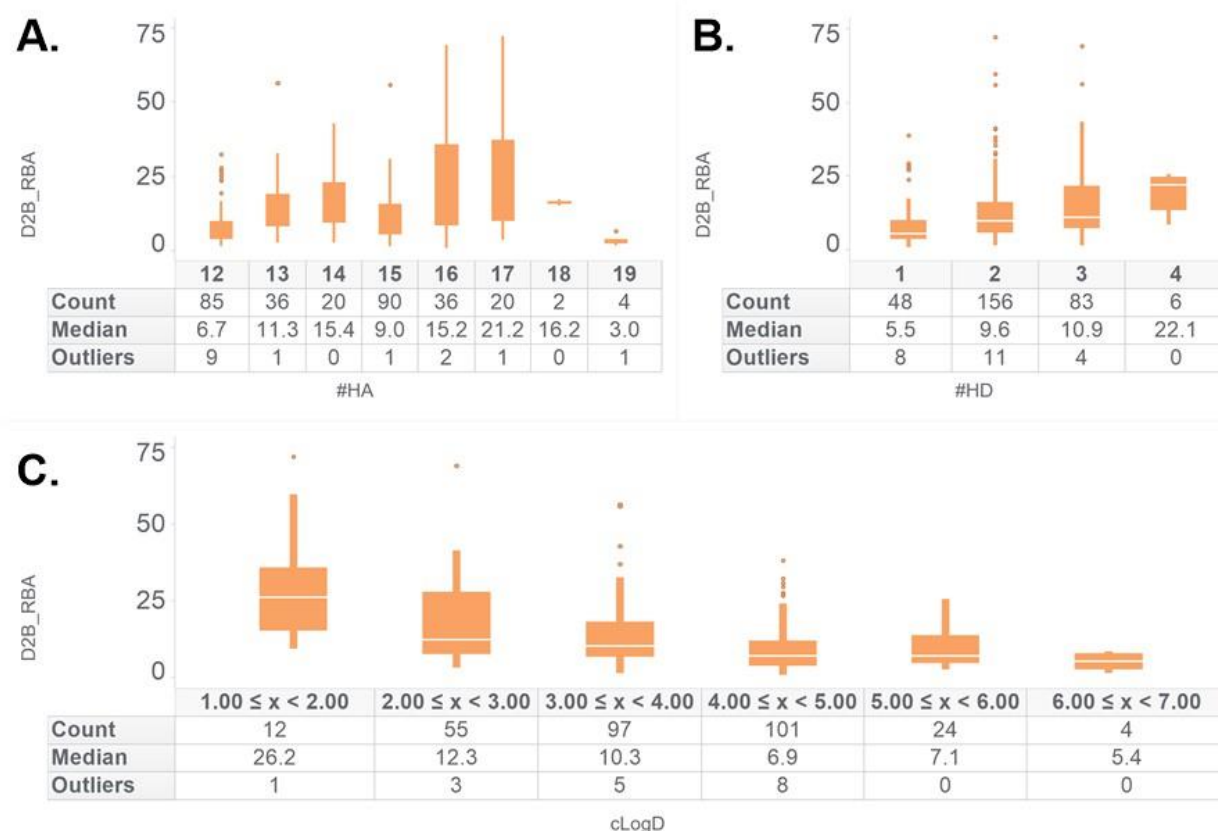 A.
75
50
25
0
D2B_RBA
12 13 14 15 16 17 18 19
Count 85 36 20 90 36 20 2 4
Median 6.7 11.3 15.4 9.0 15.2 21.2 16.2 3.0
Outliers 9 1 0 1 2 1 0 1
#HA
B.
75
50
25
0
D2B_RBA
1 2 3 4
Count 48 156 83 6
Median 5.5 9.6 10.9 22.1
Outliers 8 11 4 0
#HD
C.
75
50
25
0
D2B_RBA
1.00 ≤ x < 2.00 2.00 ≤ x < 3.00 3.00 ≤ x < 4.00 4.00 ≤ x < 5.00 5.00 ≤ x < 6.00 6.00 ≤ x < 7.00
Count 12 55 97 101 24 4
Median 26.2 12.3 10.3 6.9 7.1 5.4
Outliers 1 3 5 8 0 0
cLogD